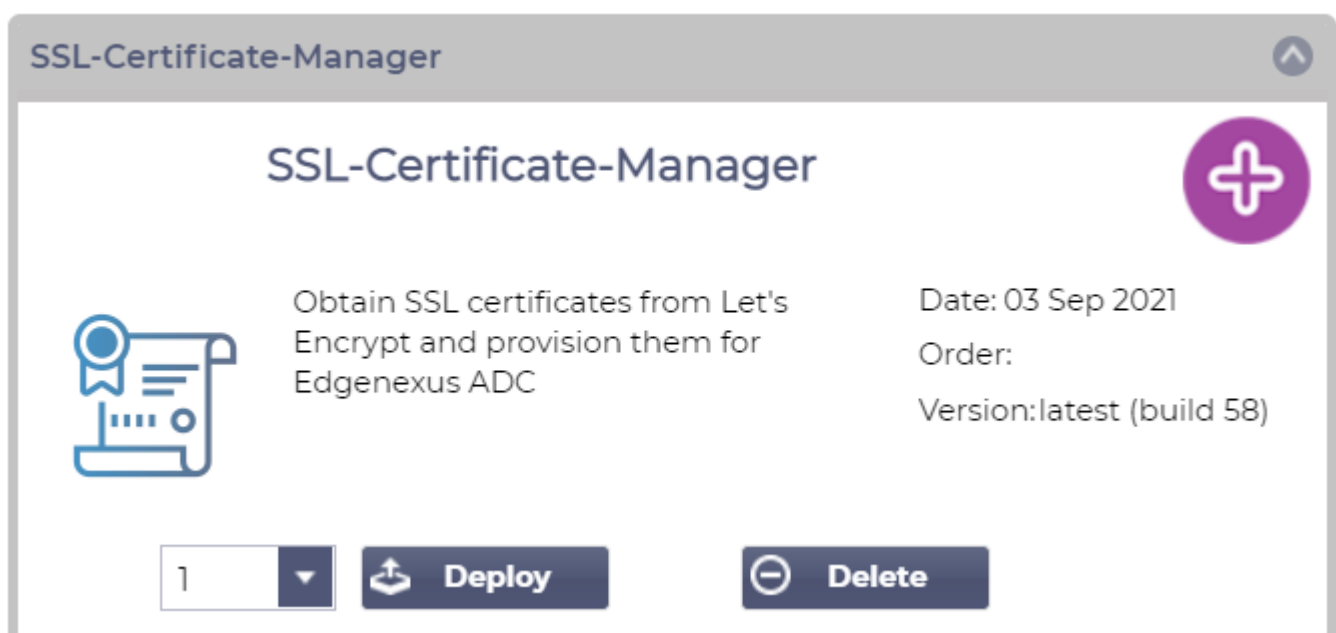 SSL-Certificate-Manager
SSL-Certificate-Manager
Obtain SSL certificates from Let's
Encrypt and provision them for
Edgenexus ADC
Date: 03 Sep 2021
Order:
Version:latest (build 58)
1
Deploy
Delete